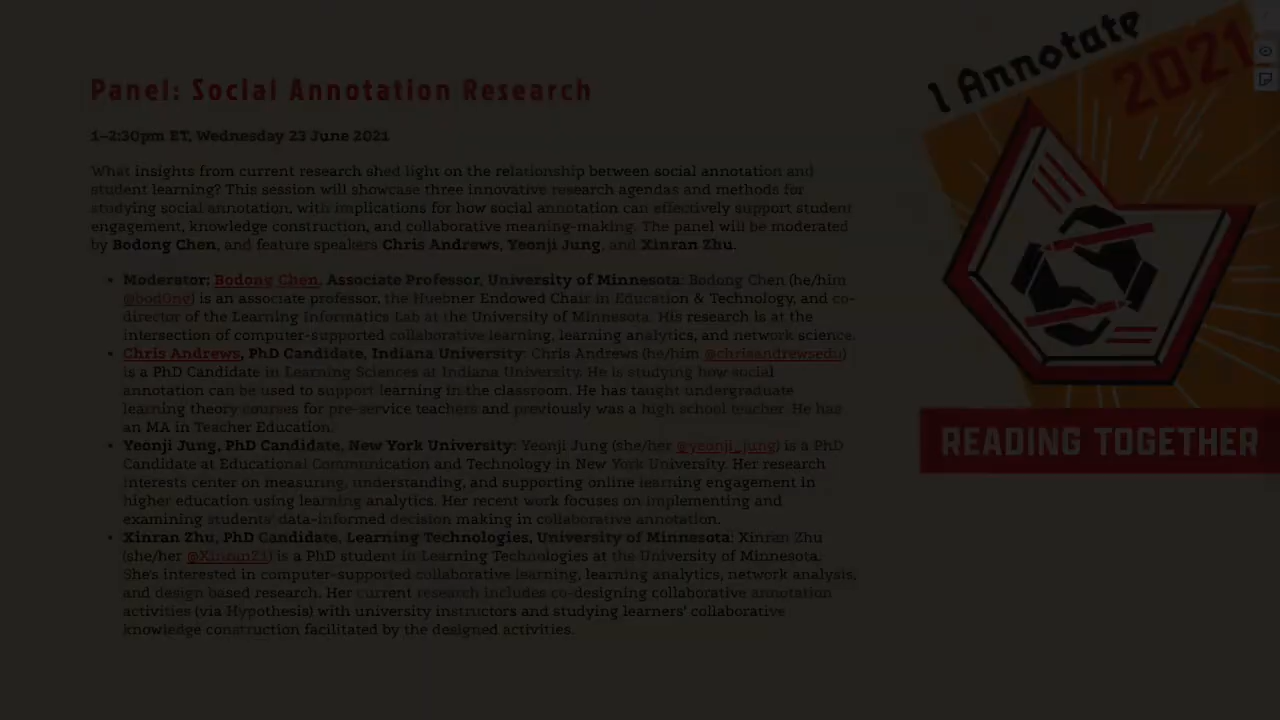 I Annotate
2021
Panel: Social Annotation Research
1–2:30pm ET, Wednesday 23 June 2021
What insights from current research shed light on the relationship between social annotation and
student learning? This session will showcase three innovative research agendas and methods for
studying social annotation, with implications for how social annotation can effectively support student
engagement, knowledge construction, and collaborative meaning-making. The panel will be moderated
by Bodong Chen, and feature speakers Chris Andrews, Yeonji Jung, and Xinran Zhu.
• Moderator: Bodong Chen, Associate Professor, University of Minnesota: Bodong Chen (he/him
@bod0ng) is an associate professor, the Huebner Endowed Chair in Education & Technology, and co-
director of the Learning Informatics Lab at the University of Minnesota. His research is at the
intersection of computer-supported collaborative learning, learning analytics, and network science.
• Chris Andrews, PhD Candidate, Indiana University: Chris Andrews (he/him @chrisandrewsedu)
is a PhD Candidate in Learning Sciences at Indiana University. He is studying how social
annotation can be used to support learning in the classroom. He has taught undergraduate
learning theory courses for pre-service teachers and previously was a high school teacher. He has
an MA in Teacher Education.
• Yeonji Jung, PhD Candidate, New York University: Yeonji Jung (she/her @yeonji_jung) is a PhD
Candidate at Educational Communication and Technology in New York University. Her research
interests center on measuring, understanding, and supporting online learning engagement in
higher education using learning analytics. Her recent work focuses on implementing and
examining students' data-informed decision making in collaborative annotation.
• Xinran Zhu, PhD Candidate, Learning Technologies, University of Minnesota: Xinran Zhu
(she/her @XinranZ1) is a PhD student in Learning Technologies at the University of Minnesota.
She's interested in computer-supported collaborative learning, learning analytics, network analysis,
and design based research. Her current research includes co-designing collaborative annotation
activities (via Hypothesis) with university instructors and studying learners' collaborative
knowledge construction facilitated by the designed activities.
READING TOGETHER